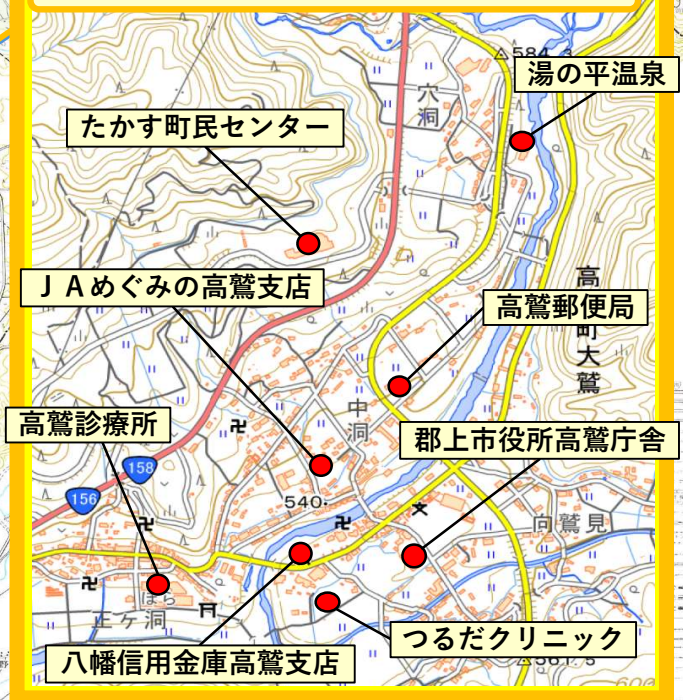 584.3
湯の平温泉
穴洞
たかす町民センター
ＪＡめぐみの高鷲支店
高鷲郵便局
町大鷲
高鷲診療所
中洞
郡上市役所高鷲庁舎
158
156
540
向鷲見
正ヶ洞
つるだクリニック
八幡信用金庫高鷲支店